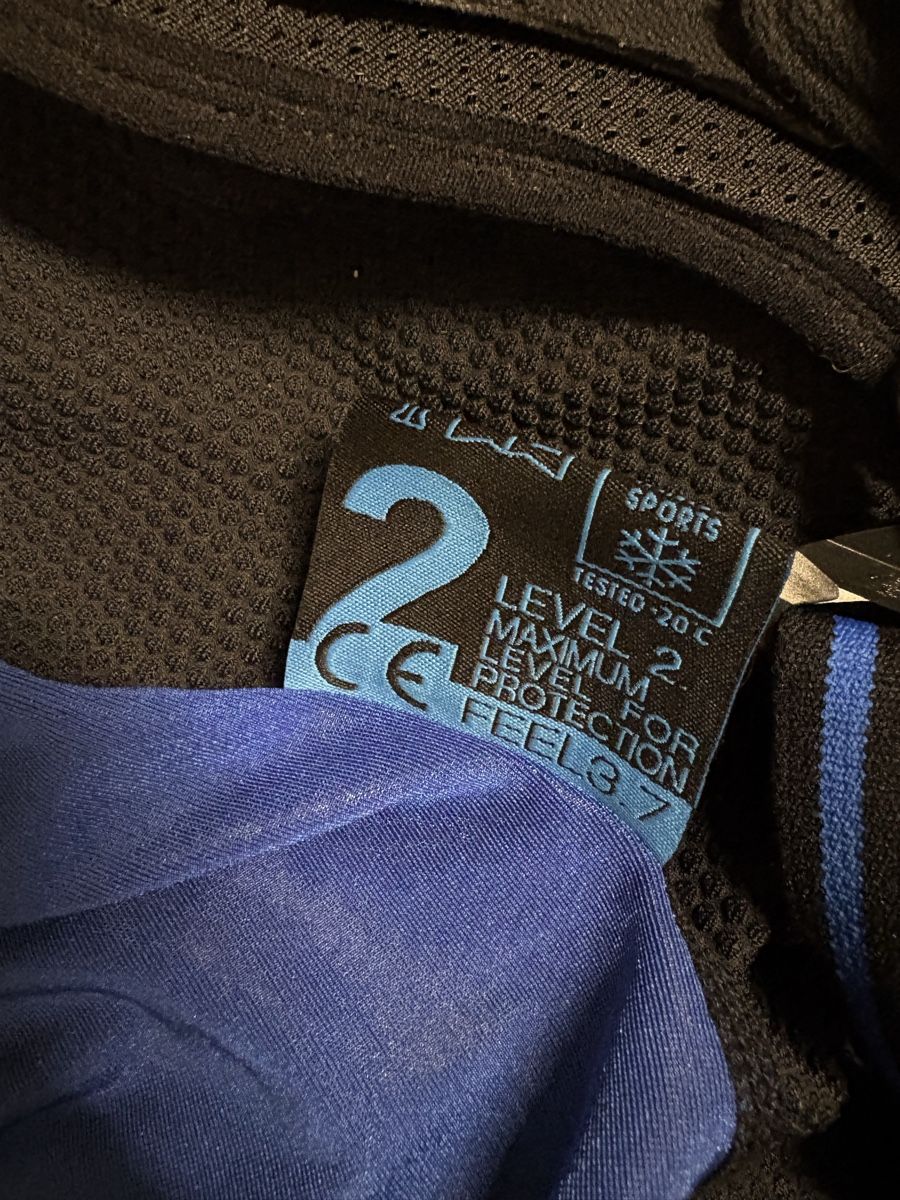 2
SPORTS
TESTED -20°C
LEVEL 2
MAXIMUM
LEVEL FOR
PROTECTION
CE
FEEL3.7